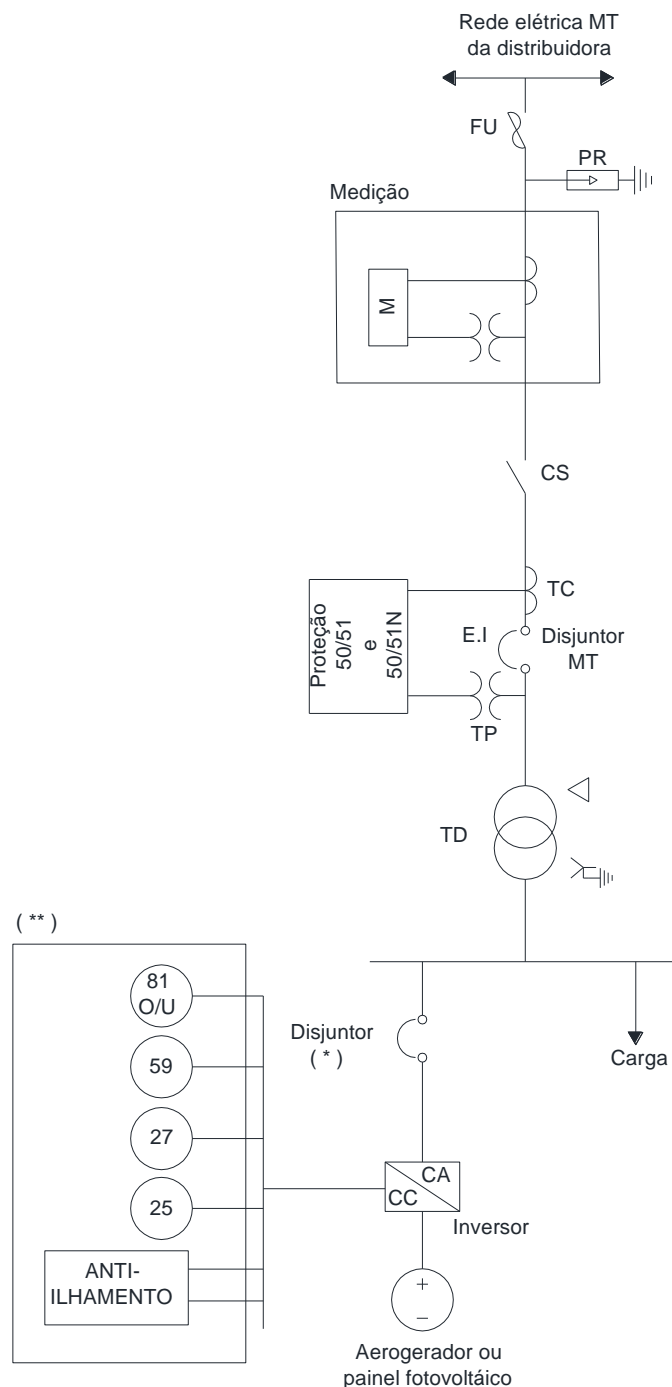 Rede elétrica MT
da distribuidora
FU
PR
Medição
M
CS
TC
Proteção
50/51
e
50/51N
E.I
Disjuntor
MT
TP
TD
( ** )
81
O/U
59
27
25
ANTI-
ILHAMENTO
Disjuntor
( * )
Carga
CA
CC
Inversor
+
−
Aerogerador ou
painel fotovoltáico